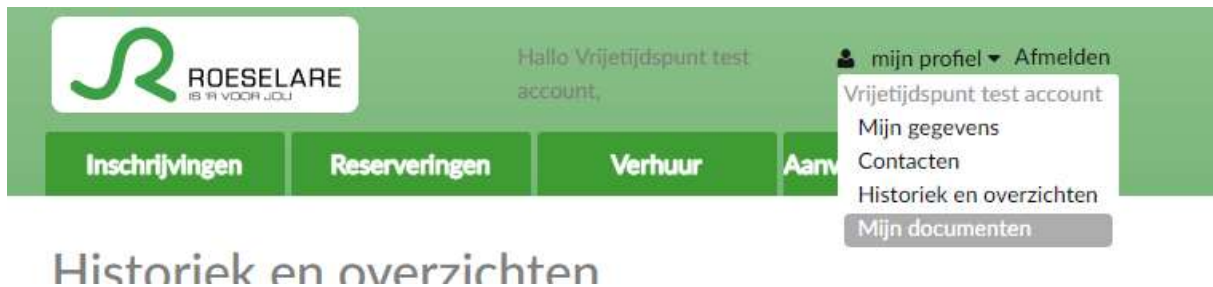 ROESELARE
IS 'R VOOR JOU
Hallo Vrijetijdspunt test
account,
mijn profiel Afmelden
Vrijetijdspunt test account
Mijn gegevens
Contacten
Historiek en overzichten
Mijn documenten
Inschrijvingen Reserveringen Verhuur Aanv
Historiek en overzichten